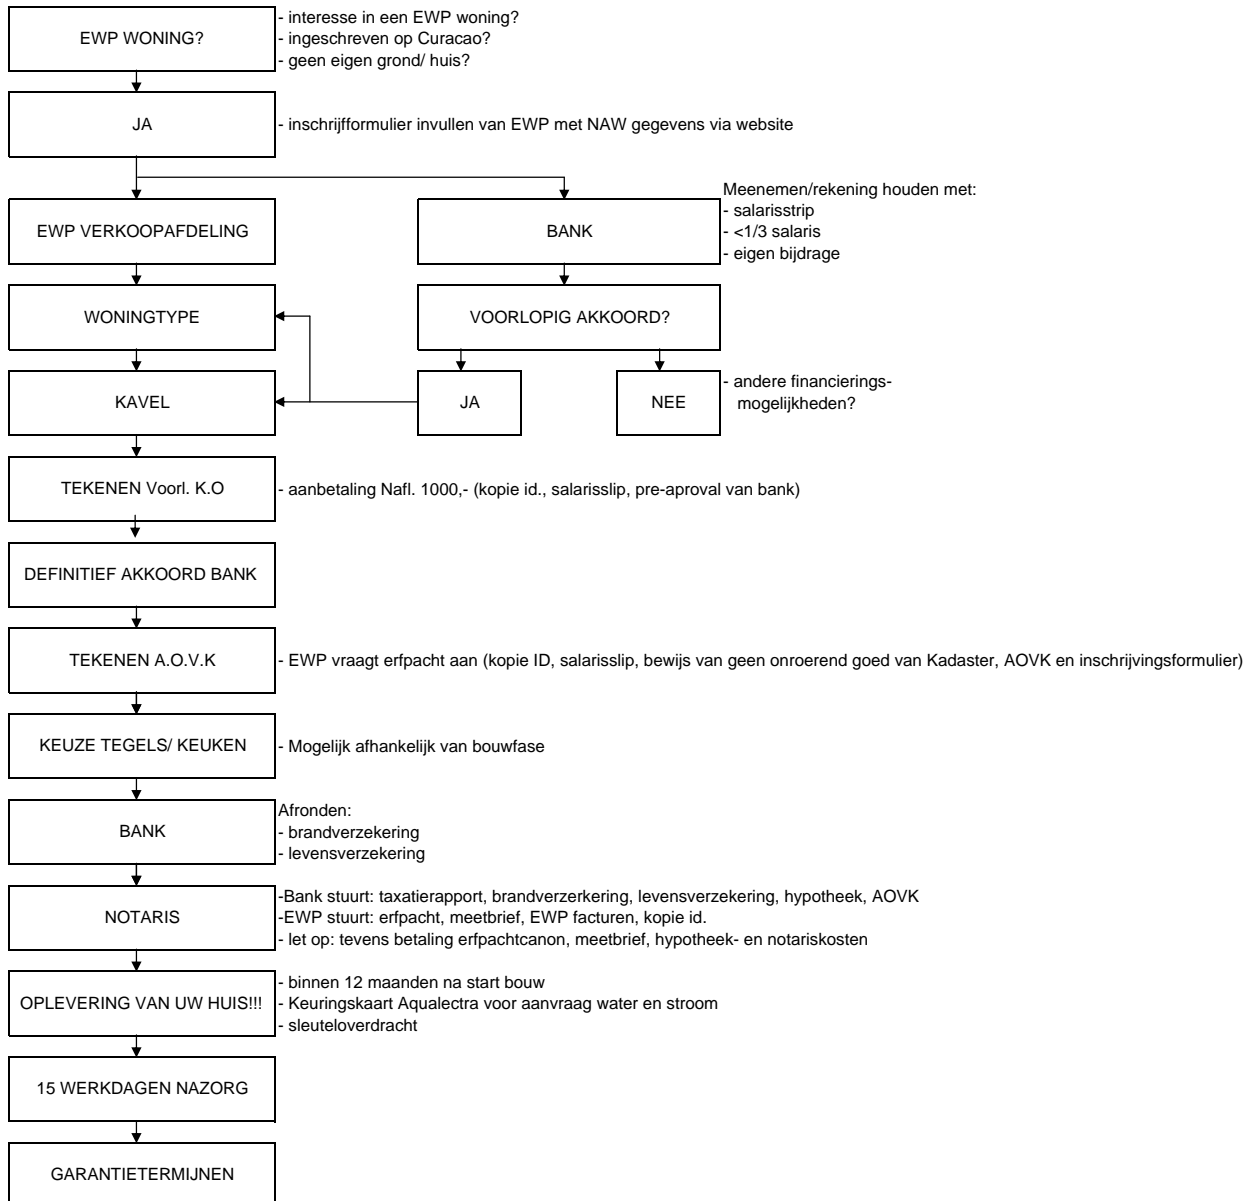 EWP WONING?
- interesse in een EWP woning?
- ingeschreven op Curacao?
- geen eigen grond/ huis?
JA
- inschrijfformulier invullen van EWP met NAW gegevens via website
EWP VERKOOPAFDELING
BANK
Meenemen/rekening houden met:
- salarisstrip
- <1/3 salaris
- eigen bijdrage
WONINGTYPE
VOORLOPIG AKKOORD?
KAVEL
JA
NEE
- andere financierings-
mogelijkheden?
TEKENEN Voorl. K.O
- aanbetaling Nafl. 1000,- (kopie id., salarisslip, pre-aproval van bank)
DEFINITIEF AKKOORD BANK
TEKENEN A.O.V.K
- EWP vraagt erfpacht aan (kopie ID, salarisslip, bewijs van geen onroerend goed van Kadaster, AOVK en inschrijvingsformulier)
KEUZE TEGELS/ KEUKEN
- Mogelijk afhankelijk van bouwfase
BANK
Afronden:
- brandverzekering
- levensverzekering
NOTARIS
-Bank stuurt: taxatierapport, brandverzerkering, levensverzekering, hypotheek, AOVK
-EWP stuurt: erfpacht, meetbrief, EWP facturen, kopie id.
- let op: tevens betaling erfpachtcanon, meetbrief, hypotheek- en notariskosten
OPLEVERING VAN UW HUIS!!!
- binnen 12 maanden na start bouw
- Keuringskaart Aqualectra voor aanvraag water en stroom
- sleuteloverdracht
15 WERKDAGEN NAZORG
GARANTIETERMIJNEN